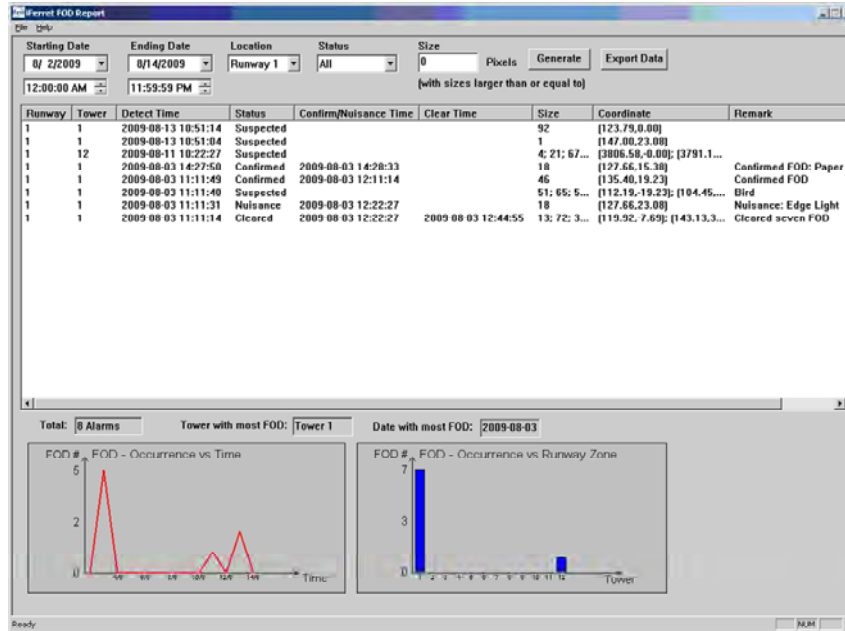 iFerret FOD Report
File Help
Starting Date Ending Date Location Status Size
8/ 2/2009 8/14/2009 Runway 1 All 0 Pixels Generate Export Data
12:00:00 AM 11:59:59 PM (with sizes larger than or equal to)
Runway Tower Detect Time Status Confirm/Nuisance Time Clear Time Size Coordinate Remark
1 1 2009-08-13 10:51:14 Suspected 92 (123.79,0.00)
1 1 2009-08-13 10:51:04 Suspected 1 (147.00,23.08)
1 12 2009-08-11 10:22:27 Suspected 4; 21; 67... (3806.58,-0.00); (3791.1...
1 1 2009-08-03 14:27:50 Confirmed 2009-08-03 14:28:33 18 (127.66,15.38) Confirmed FOD: Paper
1 1 2009-08-03 11:11:49 Confirmed 2009-08-03 12:11:14 46 (135.40,19.23) Confirmed FOD
1 1 2009-08-03 11:11:40 Suspected 51; 65; 5... (112.19,-19.23); (104.45,... Bird
1 1 2009-08-03 11:11:31 Nuisance 2009-08-03 12:22:27 18 (127.66,23.08) Nuisance: Edge Light
1 1 2009-08-03 11:11:14 Cleared 2009-08-03 12:22:27 2009-08-03 12:44:55 13; 72; 3... (119.92,-7.69); (143.13,3... Cleared seven FOD
Total: 8 Alarms Tower with most FOD: Tower 1 Date with most FOD: 2009-08-03
FOD # FOD - Occurrence vs Time
5
2
0
Time
FOD # FOD - Occurrence vs Runway Zone
7
3
0
1 2 3 4 5 6 7 8 9 10 11 12
Tower
Ready NUM